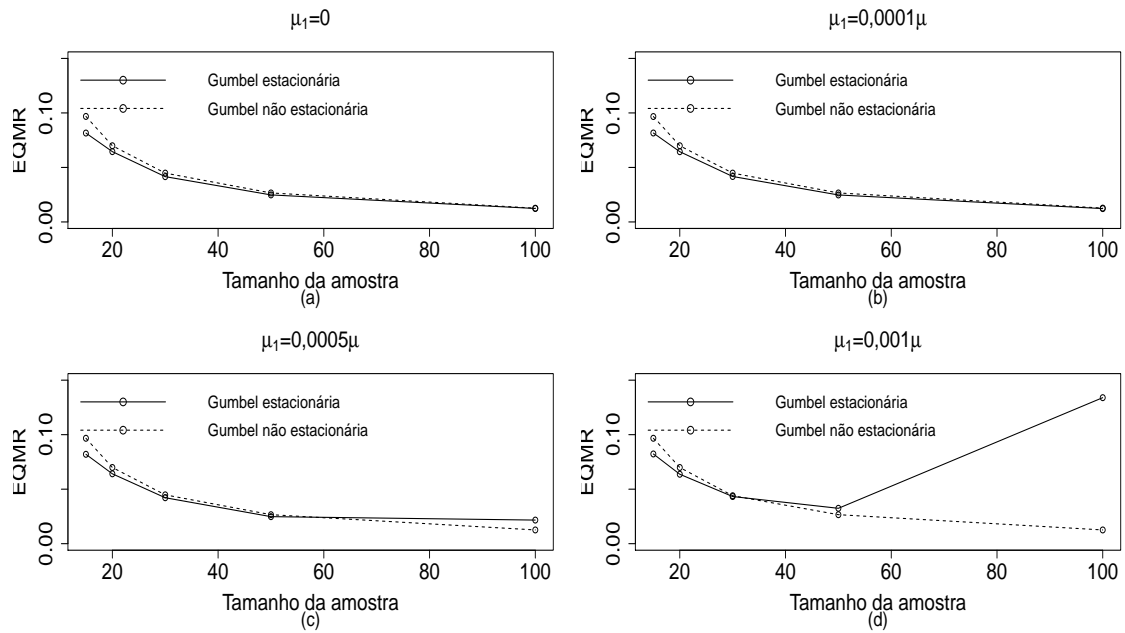 μ₁=0
Gumbel estacionária
Gumbel não estacionária
EQMR
0.00
0.10
20
40
60
80
100
Tamanho da amostra
(a)
μ₁=0,0001μ
Gumbel estacionária
Gumbel não estacionária
EQMR
0.00
0.10
20
40
60
80
100
Tamanho da amostra
(b)
μ₁=0,0005μ
Gumbel estacionária
Gumbel não estacionária
EQMR
0.00
0.10
20
40
60
80
100
Tamanho da amostra
(c)
μ₁=0,001μ
Gumbel estacionária
Gumbel não estacionária
EQMR
0.00
0.10
20
40
60
80
100
Tamanho da amostra
(d)